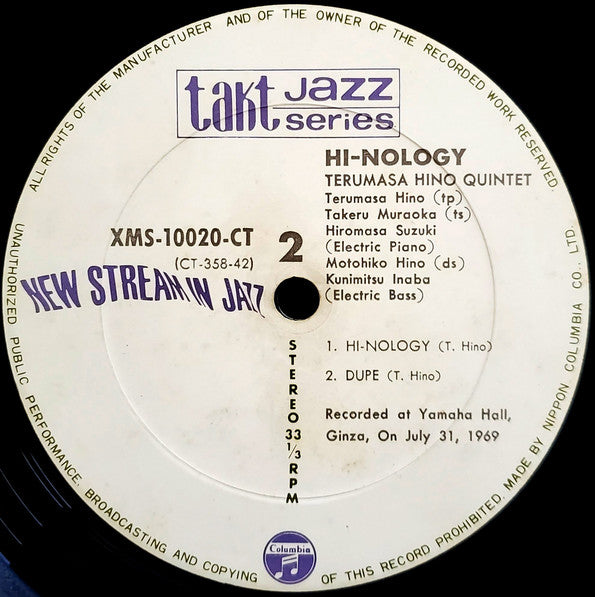 ALL RIGHTS OF THE MANUFACTURER AND OF THE OWNER OF THE RECORDED WORK RESERVED.
UNAUTHORIZED PUBLIC PERFORMANCE, BROADCASTING AND COPYING OF THIS RECORD PROHIBITED. MADE BY NIPPON COLUMBIA CO., LTD.
takt jazz
series
HI-NOLOGY
TERUMASA HINO QUINTET
Terumasa Hino (tp)
Takeru Muraoka (ts)
Hiromasa Suzuki
(Electric Piano)
Motohiko Hino (ds)
Kunimitsu Inaba
(Electric Bass)
XMS-10020-CT
(CT-358-42)
2
NEW STREAM IN JAZZ
STEREO 33 1/3 RPM
1. HI-NOLOGY (T. Hino)
2. DUPE (T. Hino)
Recorded at Yamaha Hall,
Ginza, On July 31, 1969
Columbia